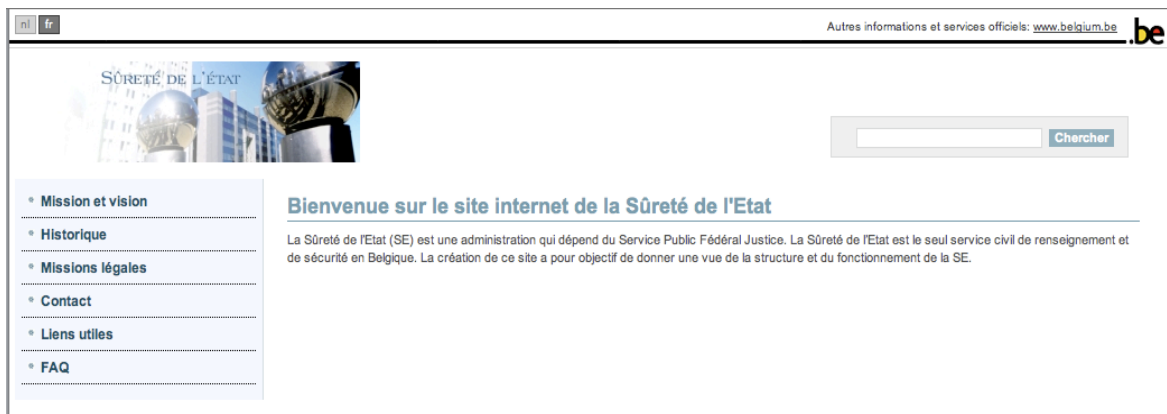 nl fr
Autres informations et services officiels: www.belgium.be
.be
SÛRETÉ DE L'ÉTAT
Chercher
Mission et vision
Historique
Missions légales
Contact
Liens utiles
FAQ
Bienvenue sur le site internet de la Sûreté de l'Etat
La Sûreté de l'Etat (SE) est une administration qui dépend du Service Public Fédéral Justice. La Sûreté de l'Etat est le seul service civil de renseignement et
de sécurité en Belgique. La création de ce site a pour objectif de donner une vue de la structure et du fonctionnement de la SE.